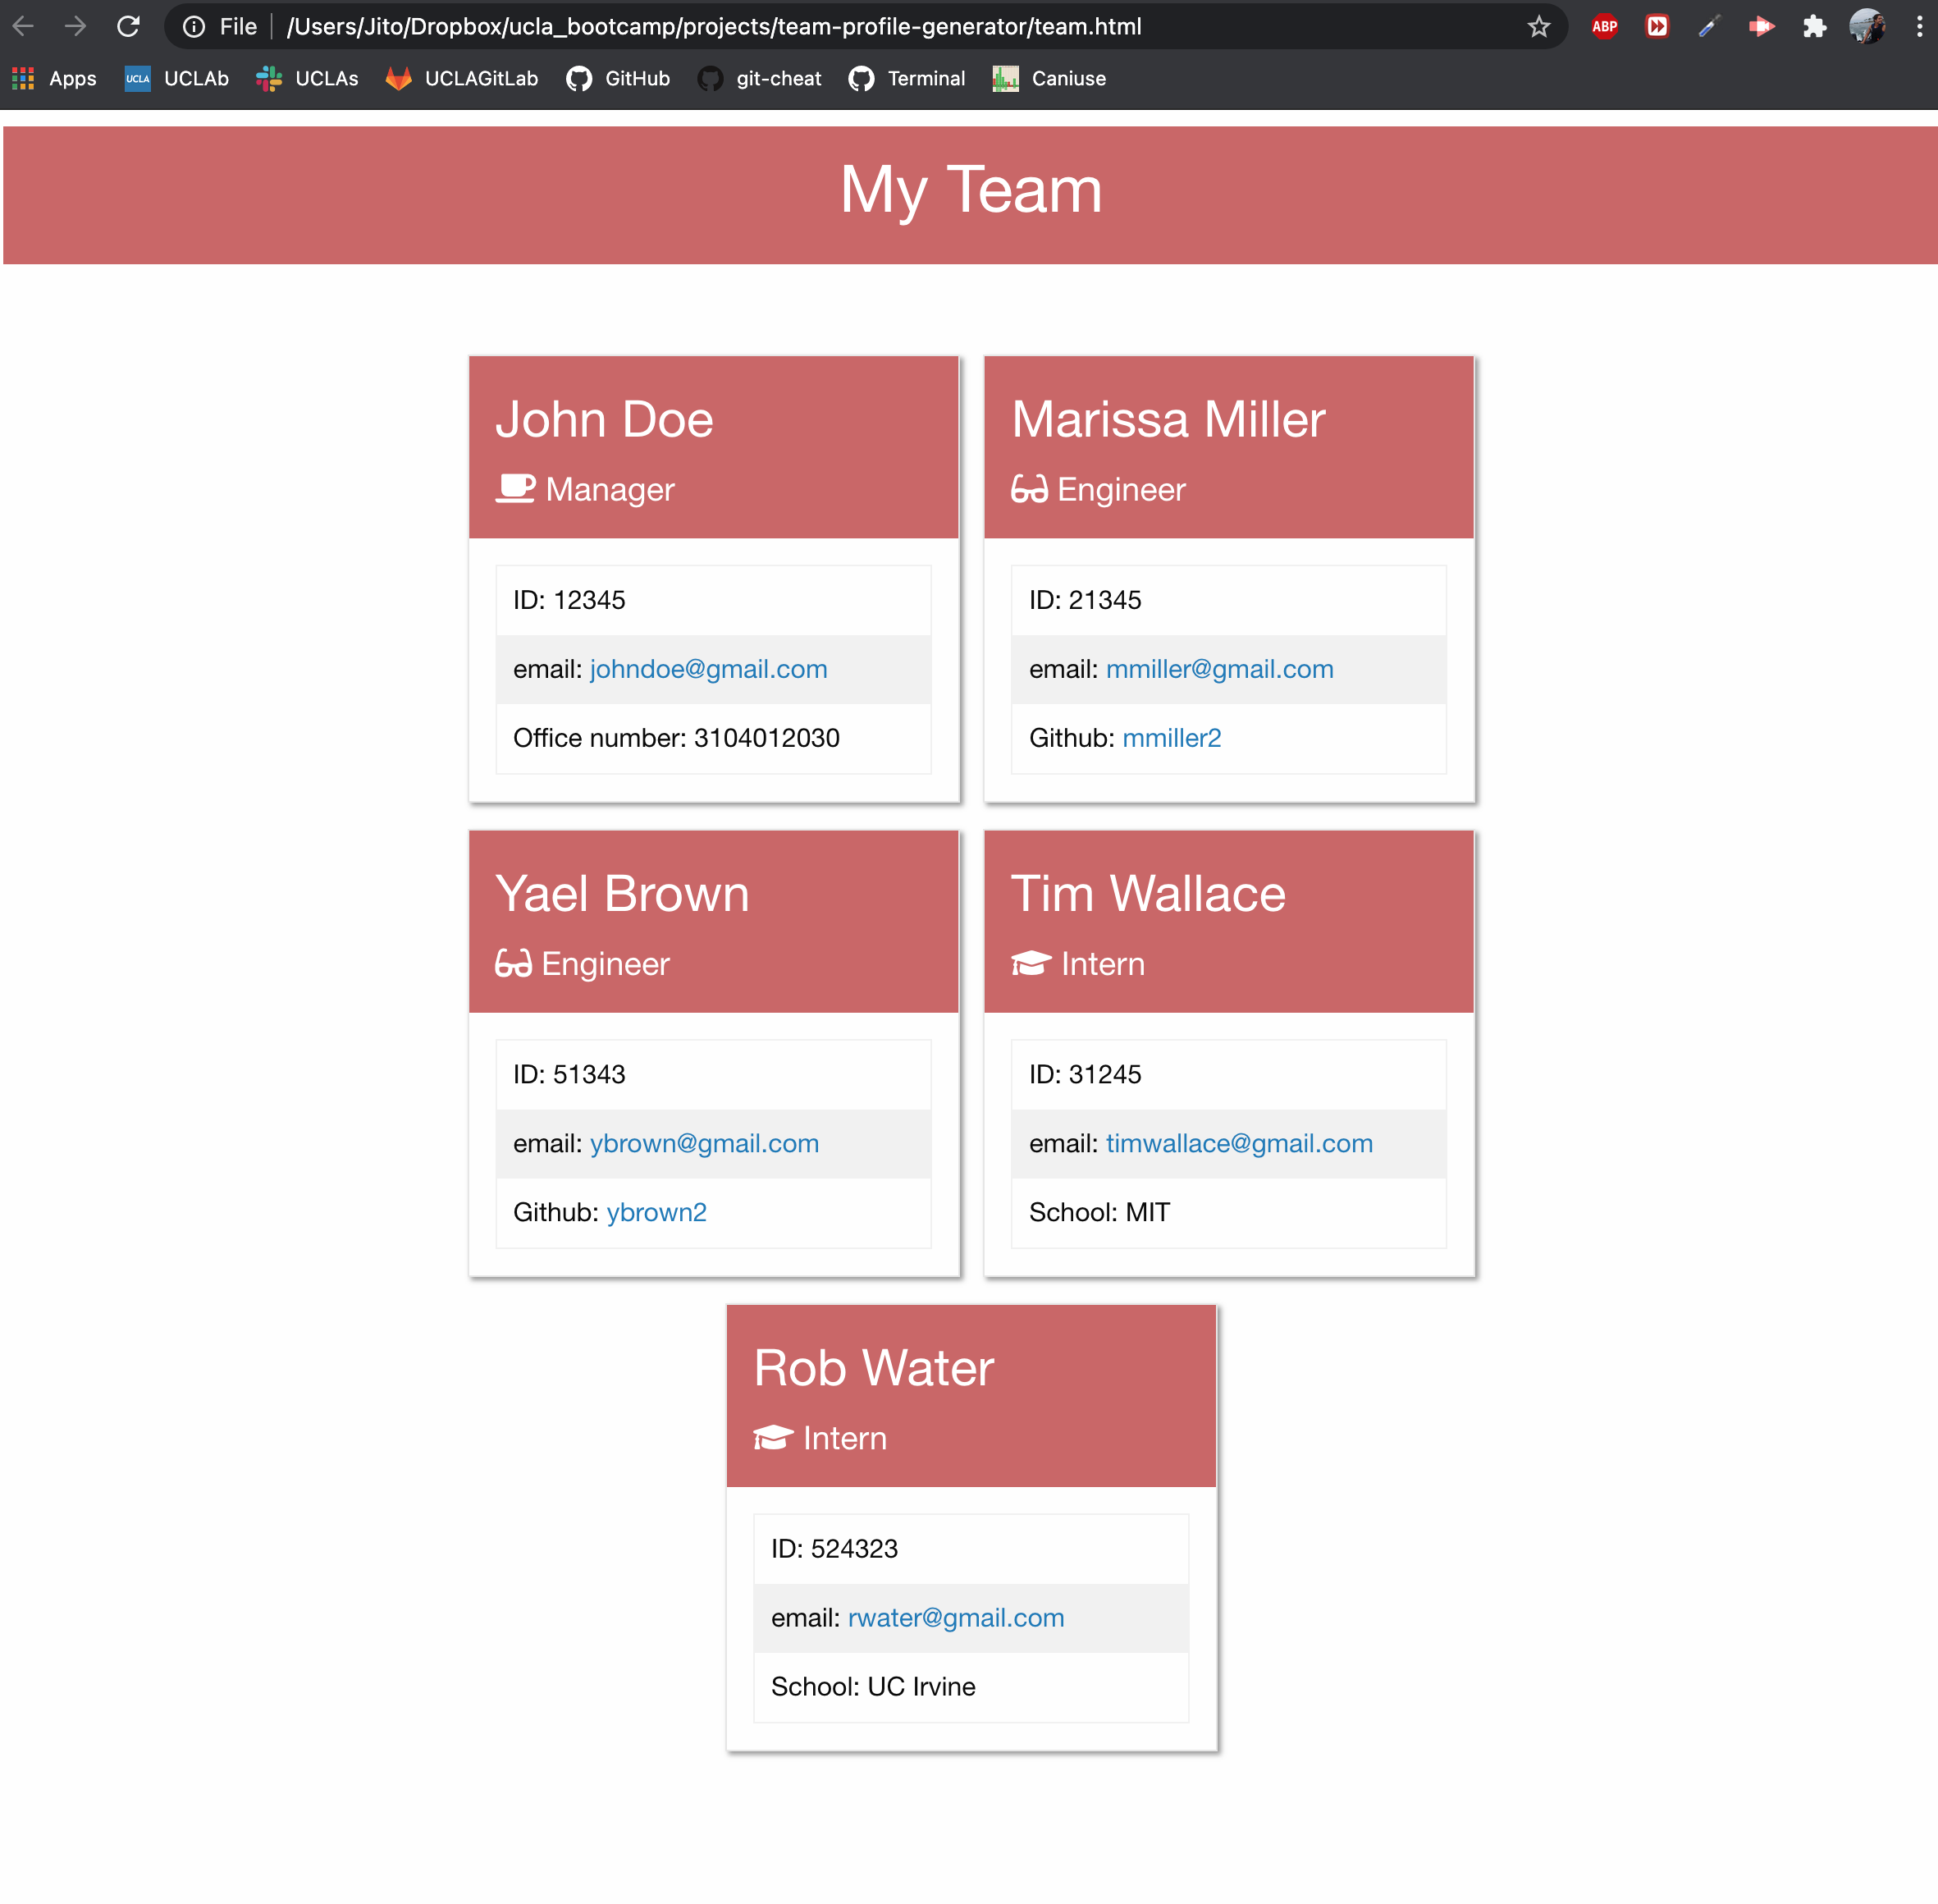 File /Users/Jito/Dropbox/ucla_bootcamp/projects/team-profile-generator/team.html ABP
Apps UCLA UCLAb UCLAs UCLAGitLab GitHub git-cheat Terminal Caniuse
My Team
John Doe
Manager
ID: 12345
email: johndoe@gmail.com
Office number: 3104012030
Marissa Miller
Engineer
ID: 21345
email: mmiller@gmail.com
Github: mmiller2
Yael Brown
Engineer
ID: 51343
email: ybrown@gmail.com
Github: ybrown2
Tim Wallace
Intern
ID: 31245
email: timwallace@gmail.com
School: MIT
Rob Water
Intern
ID: 524323
email: rwater@gmail.com
School: UC Irvine